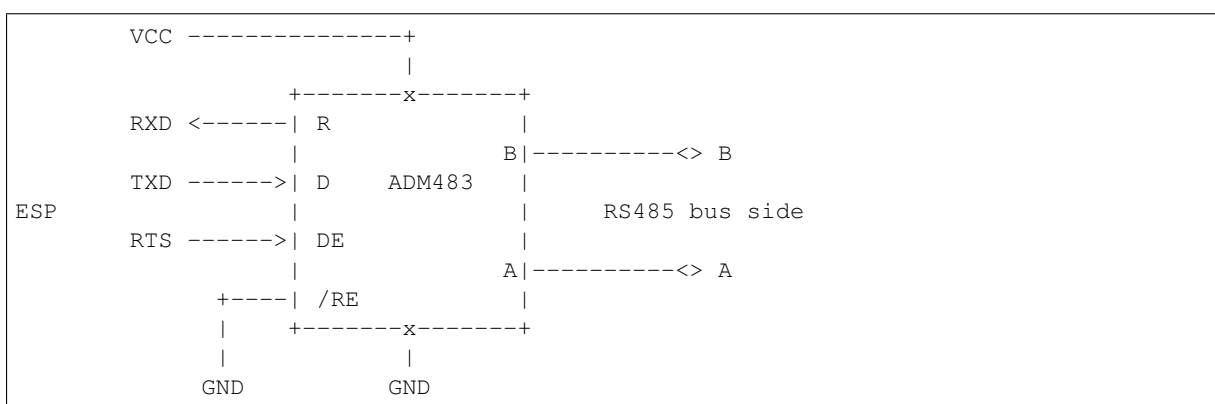 VCC ---------------+
|
+-------x-------+
RXD <------| R |
| B|----------<> B
TXD ------>| D ADM483 |
ESP | | RS485 bus side
RTS ------>| DE |
| A|----------<> A
+----| /RE |
| +-------x-------+
| |
GND GND